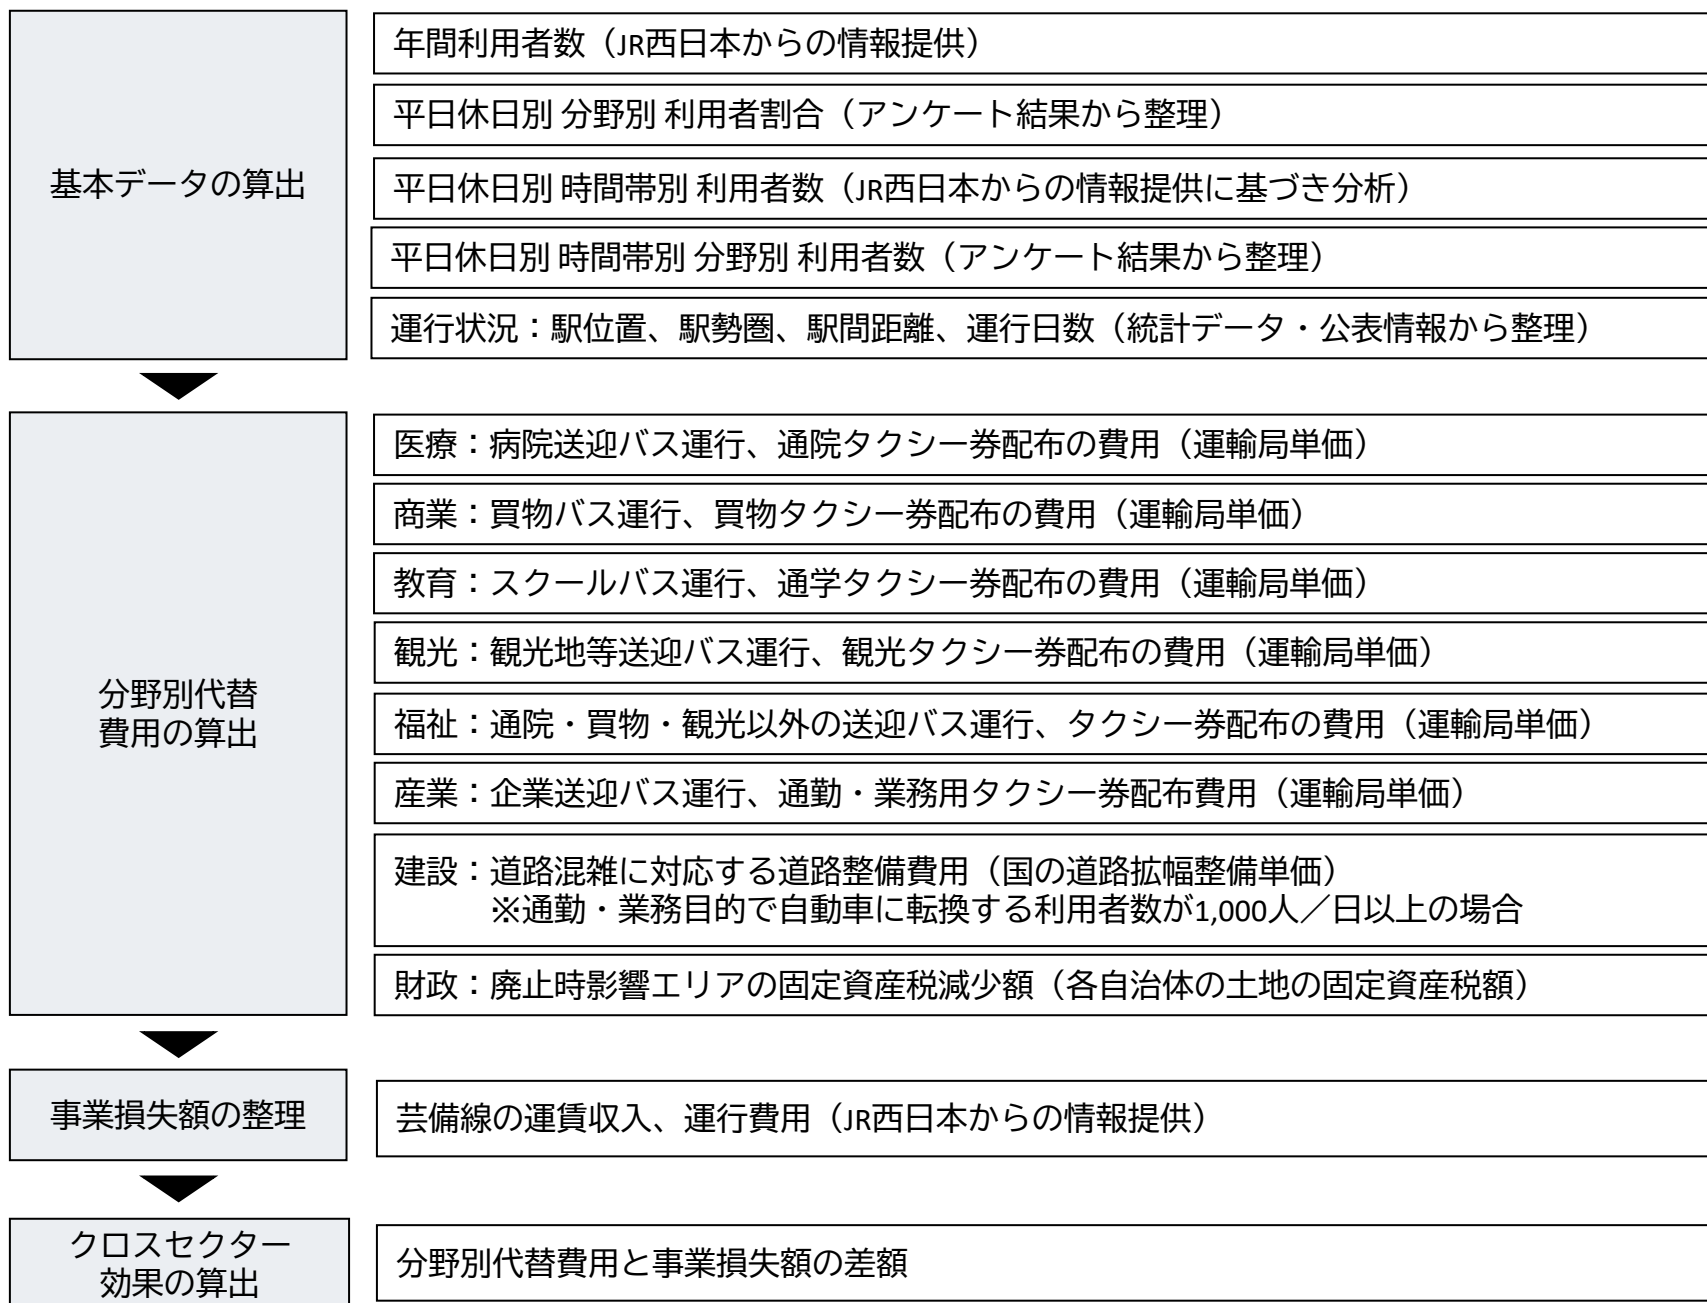 基本データの算出
年間利用者数（JR西日本からの情報提供）
平日休日別 分野別 利用者割合（アンケート結果から整理）
平日休日別 時間帯別 利用者数（JR西日本からの情報提供に基づき分析）
平日休日別 時間帯別 分野別 利用者数（アンケート結果から整理）
運行状況：駅位置、駅勢圏、駅間距離、運行日数（統計データ・公表情報から整理）
分野別代替
費用の算出
医療：病院送迎バス運行、通院タクシー券配布の費用（運輸局単価）
商業：買物バス運行、買物タクシー券配布の費用（運輸局単価）
教育：スクールバス運行、通学タクシー券配布の費用（運輸局単価）
観光：観光地等送迎バス運行、観光タクシー券配布の費用（運輸局単価）
福祉：通院・買物・観光以外の送迎バス運行、タクシー券配布の費用（運輸局単価）
産業：企業送迎バス運行、通勤・業務用タクシー券配布費用（運輸局単価）
建設：道路混雑に対応する道路整備費用（国の道路拡幅整備単価）
※通勤・業務目的で自動車に転換する利用者数が1,000人／日以上の場合
財政：廃止時影響エリアの固定資産税減少額（各自治体の土地の固定資産税額）
事業損失額の整理
芸備線の運賃収入、運行費用（JR西日本からの情報提供）
クロスセクター
効果の算出
分野別代替費用と事業損失額の差額